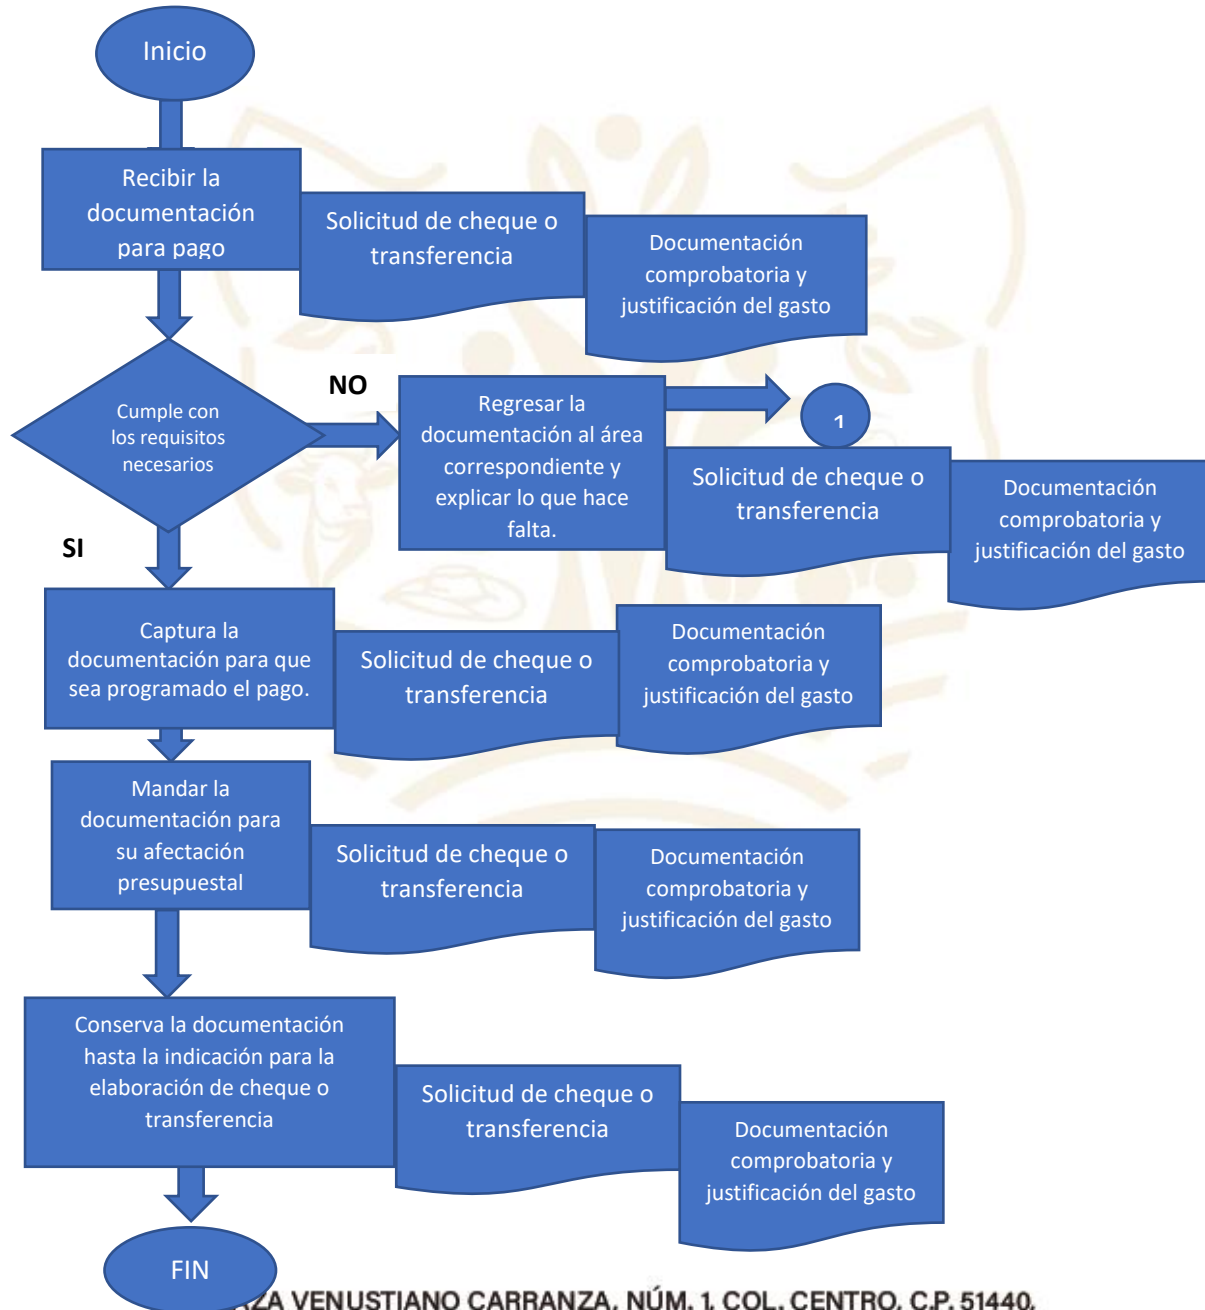 Inicio
Recibir la
documentación
para pago
Solicitud de cheque o
transferencia
Documentación
comprobatoria y
justificación del gasto
Cumple con
los requisitos
necesarios
NO
Regresar la
documentación al área
correspondiente y
explicar lo que hace
falta.
1
Solicitud de cheque o
transferencia
Documentación
comprobatoria y
justificación del gasto
SI
Captura la
documentación para que
sea programado el pago.
Solicitud de cheque o
transferencia
Documentación
comprobatoria y
justificación del gasto
Mandar la
documentación para
su afectación
presupuestal
Solicitud de cheque o
transferencia
Documentación
comprobatoria y
justificación del gasto
Conserva la documentación
hasta la indicación para la
elaboración de cheque o
transferencia
Solicitud de cheque o
transferencia
Documentación
comprobatoria y
justificación del gasto
FIN
VENUSTIANO CARRANZA, NÚM. 1, COL. CENTRO, C.P. 51440,